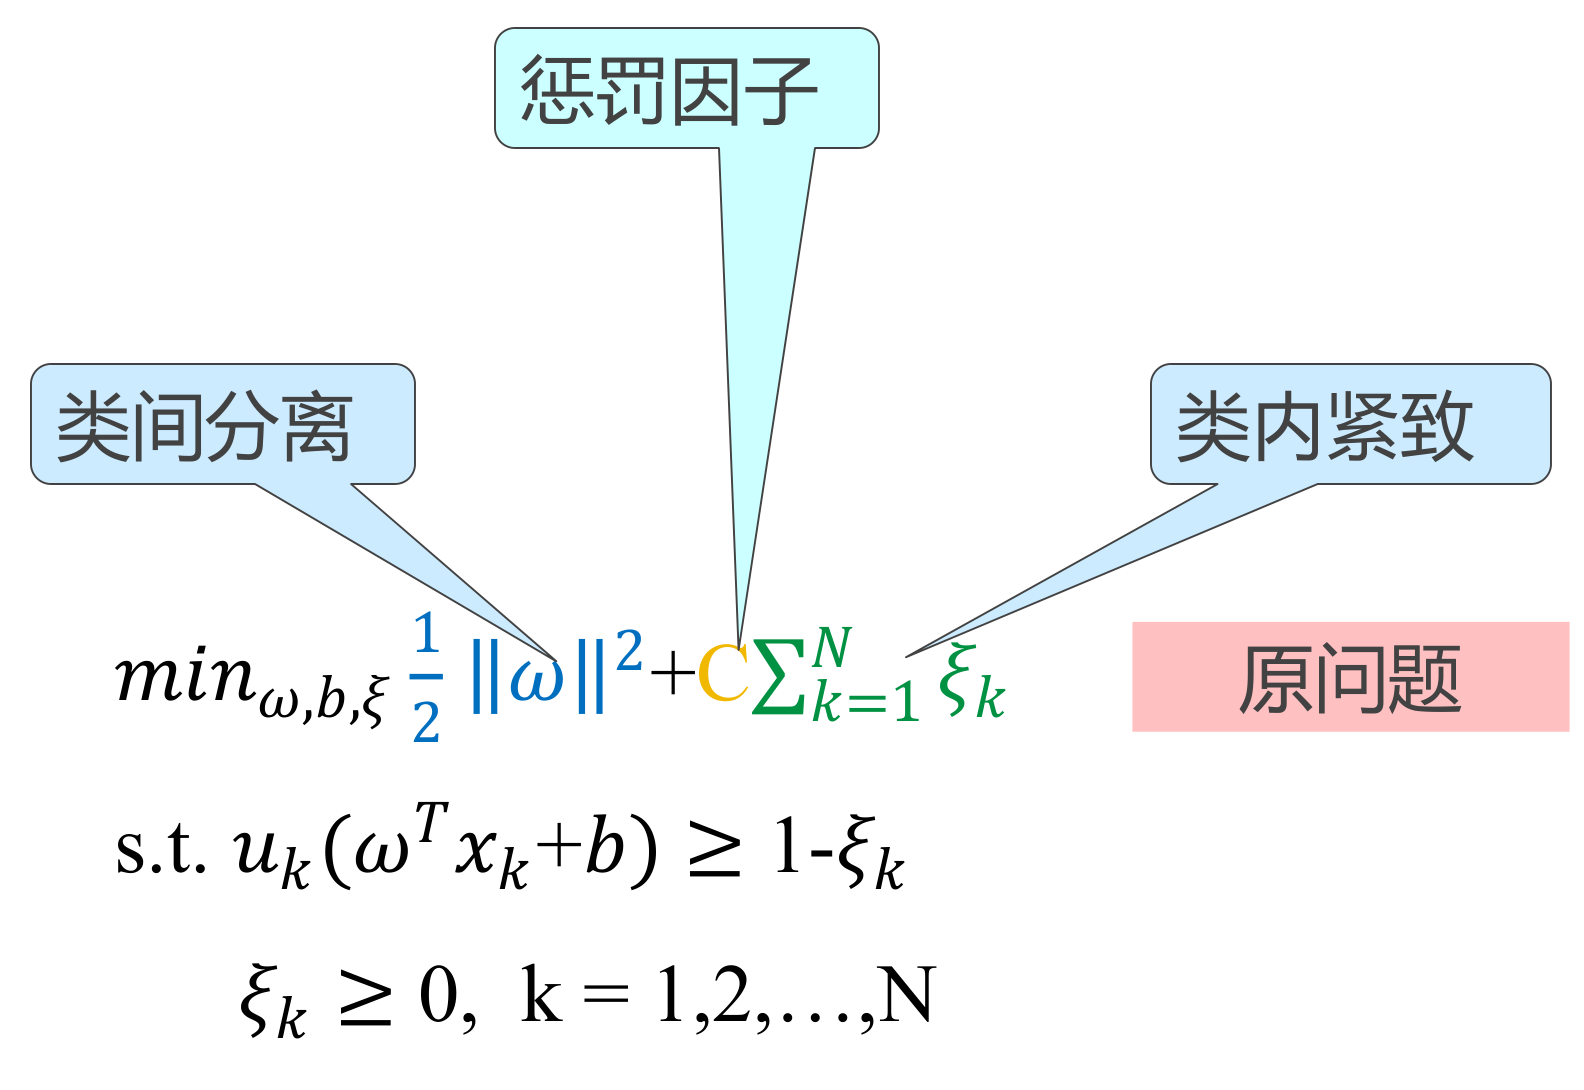 惩罚因子
类间分离
类内紧致
$min_{\omega,b,\xi} \frac{1}{2} \|\omega\|^2 + C\sum_{k=1}^{N} \xi_k$
原问题
s.t. $u_k(\omega^T x_k + b) \geq 1 - \xi_k$
$\xi_k \geq 0$, k = 1,2,…,N